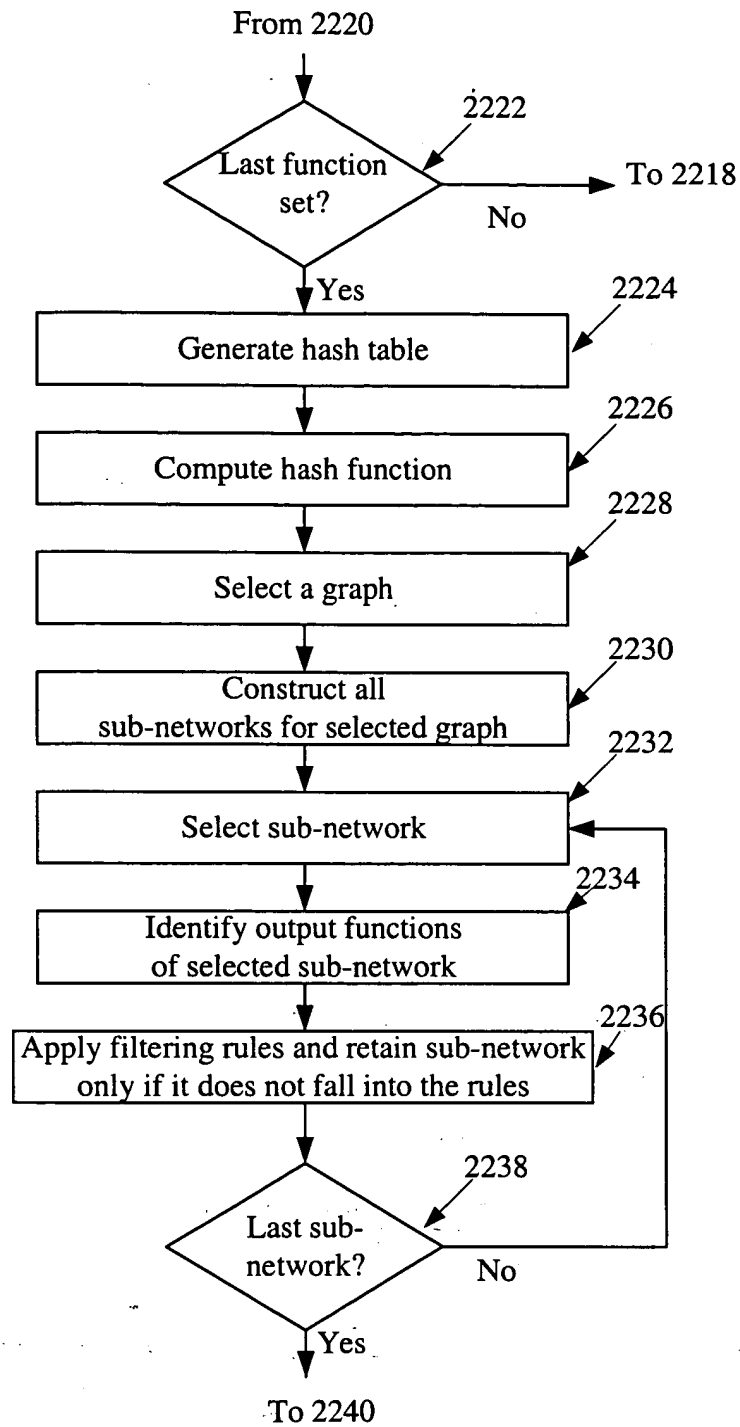 From 2220
2222
Last function
set?
To 2218
No
Yes
2224
Generate hash table
2226
Compute hash function
2228
Select a graph
2230
Construct all
sub-networks for selected graph
2232
Select sub-network
2234
Identify output functions
of selected sub-network
2236
Apply filtering rules and retain sub-network
only if it does not fall into the rules
2238
Last sub-
network?
No
Yes
To 2240